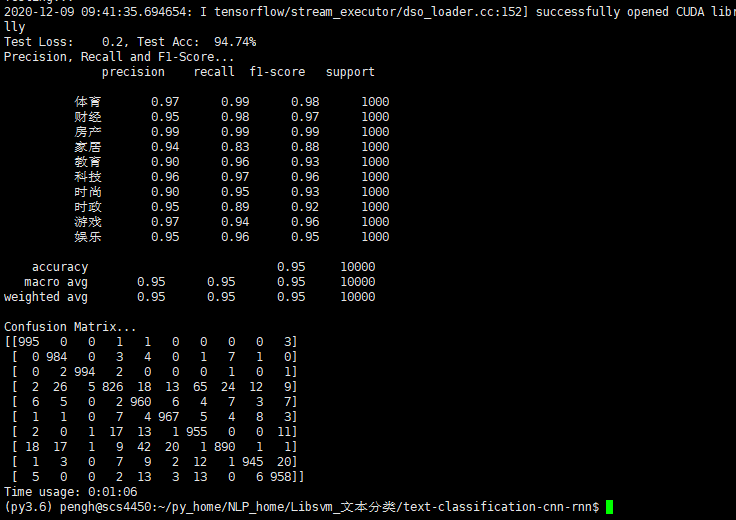 2020-12-09 09:41:35.694654: I tensorflow/stream_executor/dso_loader.cc:152] successfully opened CUDA libr
lly
Test Loss:    0.2, Test Acc:  94.74%
Precision, Recall and F1-Score...
              precision    recall  f1-score   support
          体育       0.97      0.99      0.98      1000
          财经       0.95      0.98      0.97      1000
          房产       0.99      0.99      0.99      1000
          家居       0.94      0.83      0.88      1000
          教育       0.90      0.96      0.93      1000
          科技       0.96      0.97      0.96      1000
          时尚       0.90      0.95      0.93      1000
          时政       0.95      0.89      0.92      1000
          游戏       0.97      0.94      0.96      1000
          娱乐       0.95      0.96      0.95      1000
    accuracy                           0.95     10000
   macro avg       0.95      0.95      0.95     10000
weighted avg       0.95      0.95      0.95     10000
Confusion Matrix...
[[995   0   0   1   1   0   0   0   0   3]
 [  0 984   0   3   4   0   1   7   1   0]
 [  0   2 994   2   0   0   0   1   0   1]
 [  2  26   5 826  18  13  65  24  12   9]
 [  6   5   0   2 960   6   4   7   3   7]
 [  1   1   0   7   4 967   5   4   8   3]
 [  2   0   1  17  13   1 955   0   0  11]
 [ 18  17   1   9  42  20   1 890   1   1]
 [  1   3   0   7   9   2  12   1 945  20]
 [  5   0   0   2  13   3  13   0   6 958]]
Time usage: 0:01:06
(py3.6) pengh@scs4450:~/py_home/NLP_home/Libsvm_文本分类/text-classification-cnn-rnn$